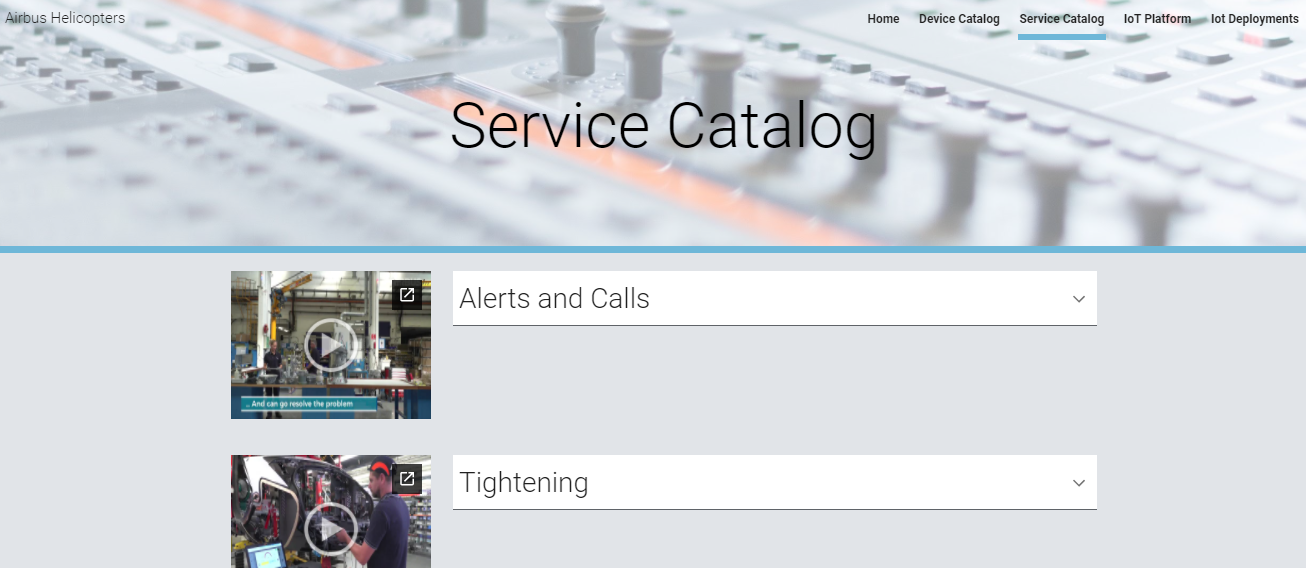 Airbus Helicopters
Home Device Catalog Service Catalog IoT Platform Iot Deployments
Service Catalog
Alerts and Calls
.. And can go resolve the problem
Tightening